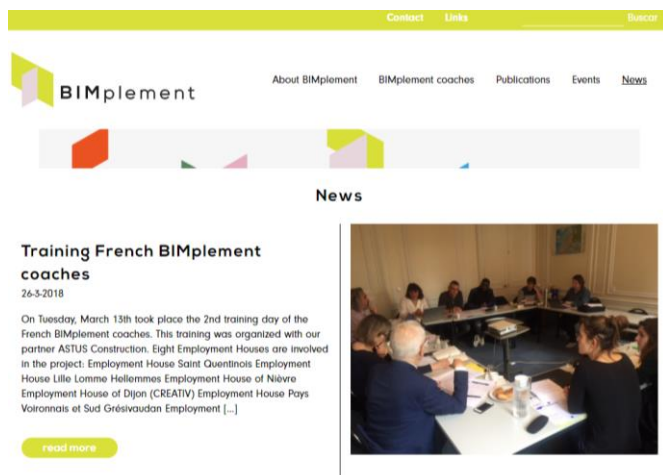 Contact Links Buscar
BIMplement
About BIMplement BIMplement coaches Publications Events News
News
Training French BIMplement
coaches
26-3-2018
On Tuesday, March 13th took place the 2nd training day of the
French BIMplement coaches. This training was organized with our
partner ASTUS Construction. Eight Employment Houses are involved
in the project: Employment House Saint Quentinois Employment
House Lille Lomme Hellemmes Employment House of Nièvre
Employment House of Dijon (CREATIV) Employment House Pays
Voironnais et Sud Grésivaudan Employment [...]
read more